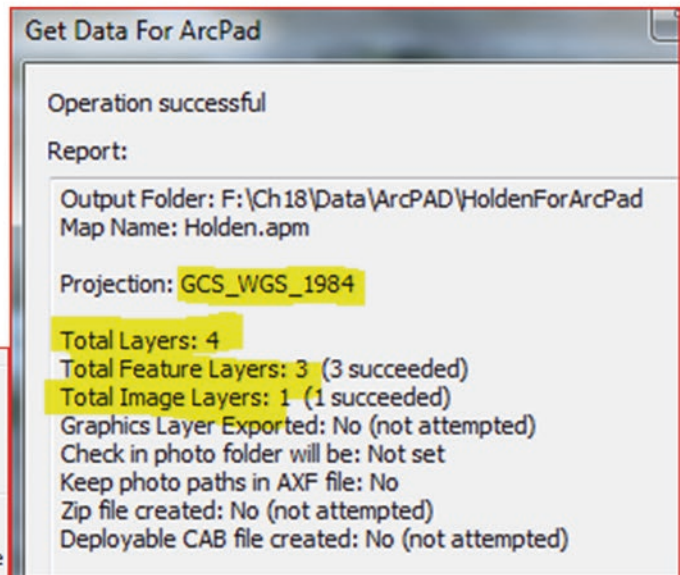 Get Data For ArcPad
Operation successful
Report:
Output Folder: F:\Ch18\Data\ArcPAD\HoldenForArcPad
Map Name: Holden.apm
Projection: GCS_WGS_1984
Total Layers: 4
Total Feature Layers: 3 (3 succeeded)
Total Image Layers: 1 (1 succeeded)
Graphics Layer Exported: No (not attempted)
Check in photo folder will be: Not set
Keep photo paths in AXF file: No
Zip file created: No (not attempted)
Deployable CAB file created: No (not attempted)